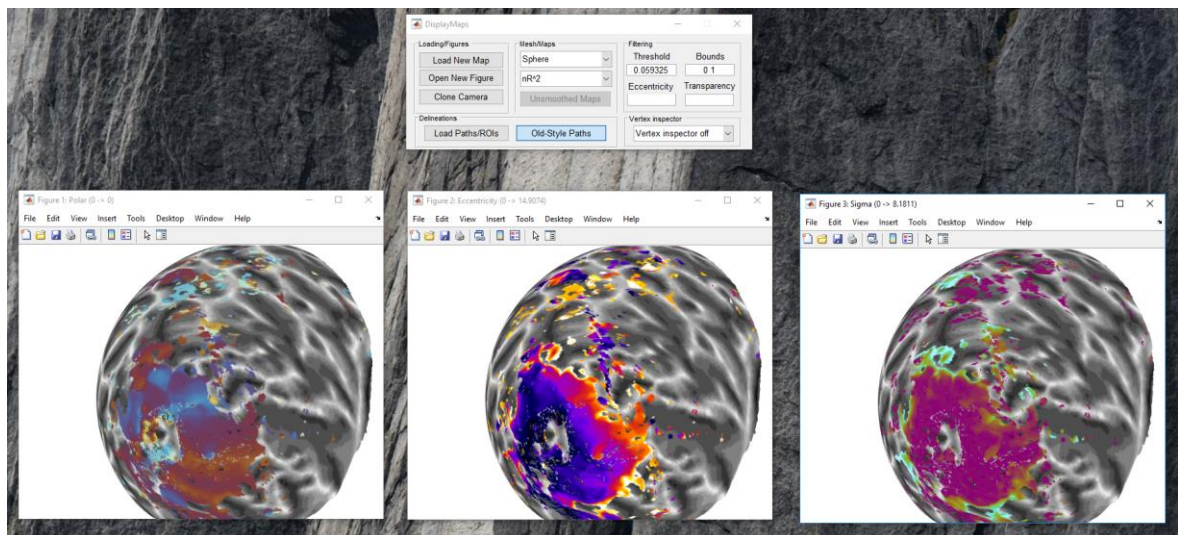 DisplayMaps
Loading/Figures
Load New Map
Open New Figure
Clone Camera
Mesh/Maps
Sphere
nR^2
Unsmoothed Maps
Filtering
Threshold Bounds
0.059325 0 1
Eccentricity Transparency
Delineations
Load Paths/ROIs Old-Style Paths
Vertex inspector
Vertex inspector off
Figure 1: Polar (0 -> 0)
File Edit View Insert Tools Desktop Window Help
Figure 2: Eccentricity (0 -> 14.9074)
File Edit View Insert Tools Desktop Window Help
Figure 3: Sigma (0 -> 8.1811)
File Edit View Insert Tools Desktop Window Help